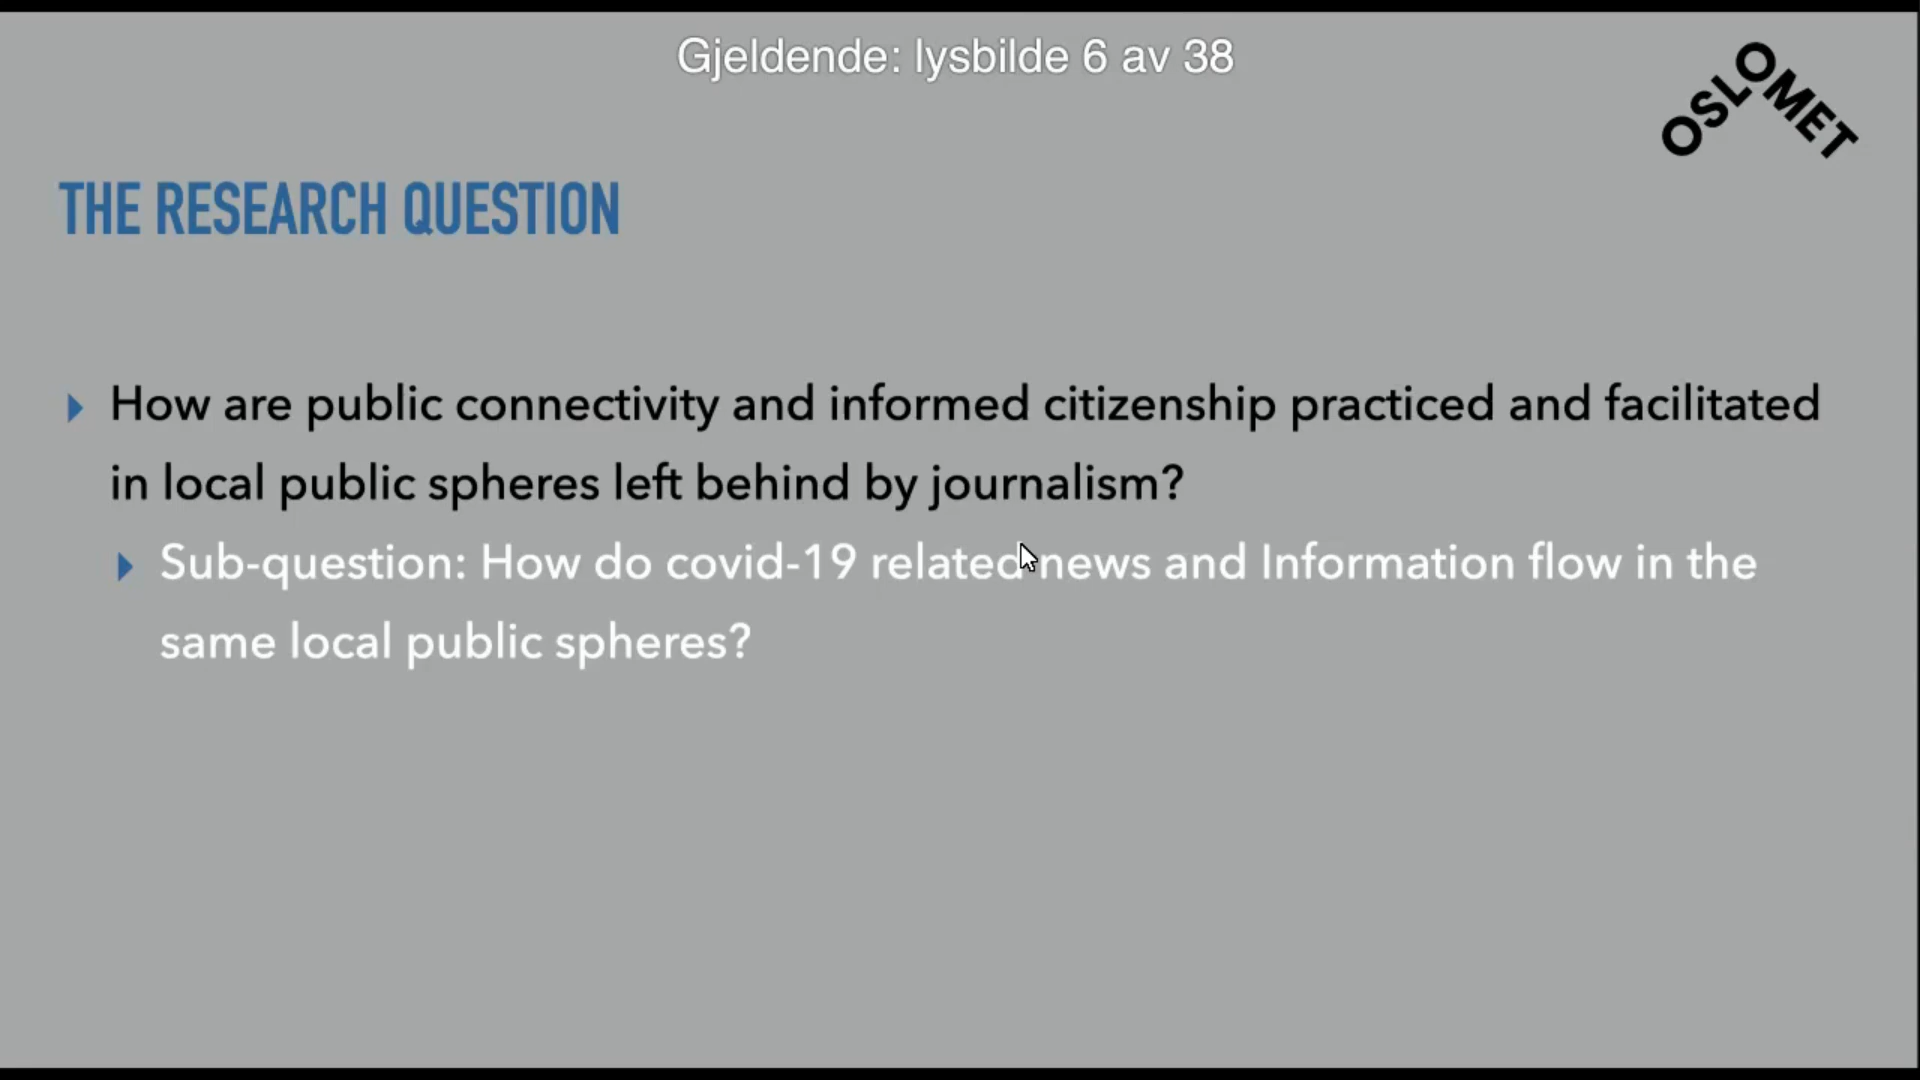 Gjeldende: lysbilde 6 av 38
OSLOMET
THE RESEARCH QUESTION
How are public connectivity and informed citizenship practiced and facilitated
in local public spheres left behind by journalism?
Sub-question: How do covid-19 related news and Information flow in the
same local public spheres?